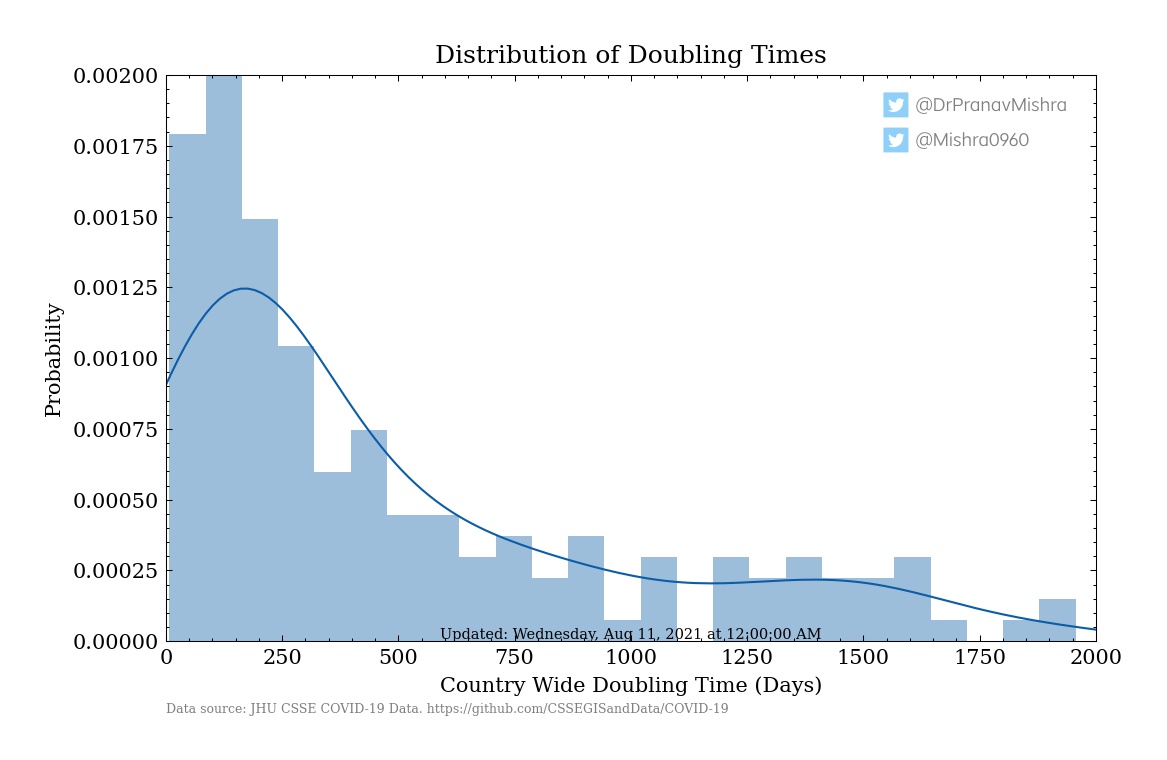 Distribution of Doubling Times
@DrPranavMishra
@Mishra0960
Probability
0.00200
0.00175
0.00150
0.00125
0.00100
0.00075
0.00050
0.00025
0.00000
Updated: Wednesday, Aug 11, 2021 at 12:00:00 AM
0 250 500 750 1000 1250 1500 1750 2000
Country Wide Doubling Time (Days)
Data source: JHU CSSE COVID-19 Data. https://github.com/CSSEGISandData/COVID-19